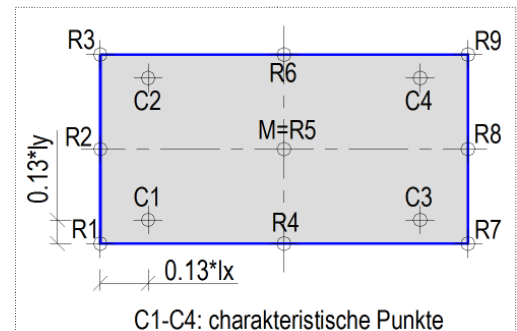 R3 R9
R6
C2 C4
R2 M=R5 R8
0.13*ly
C1 C3
R1 R4 R7
0.13*lx
C1-C4: charakteristische Punkte